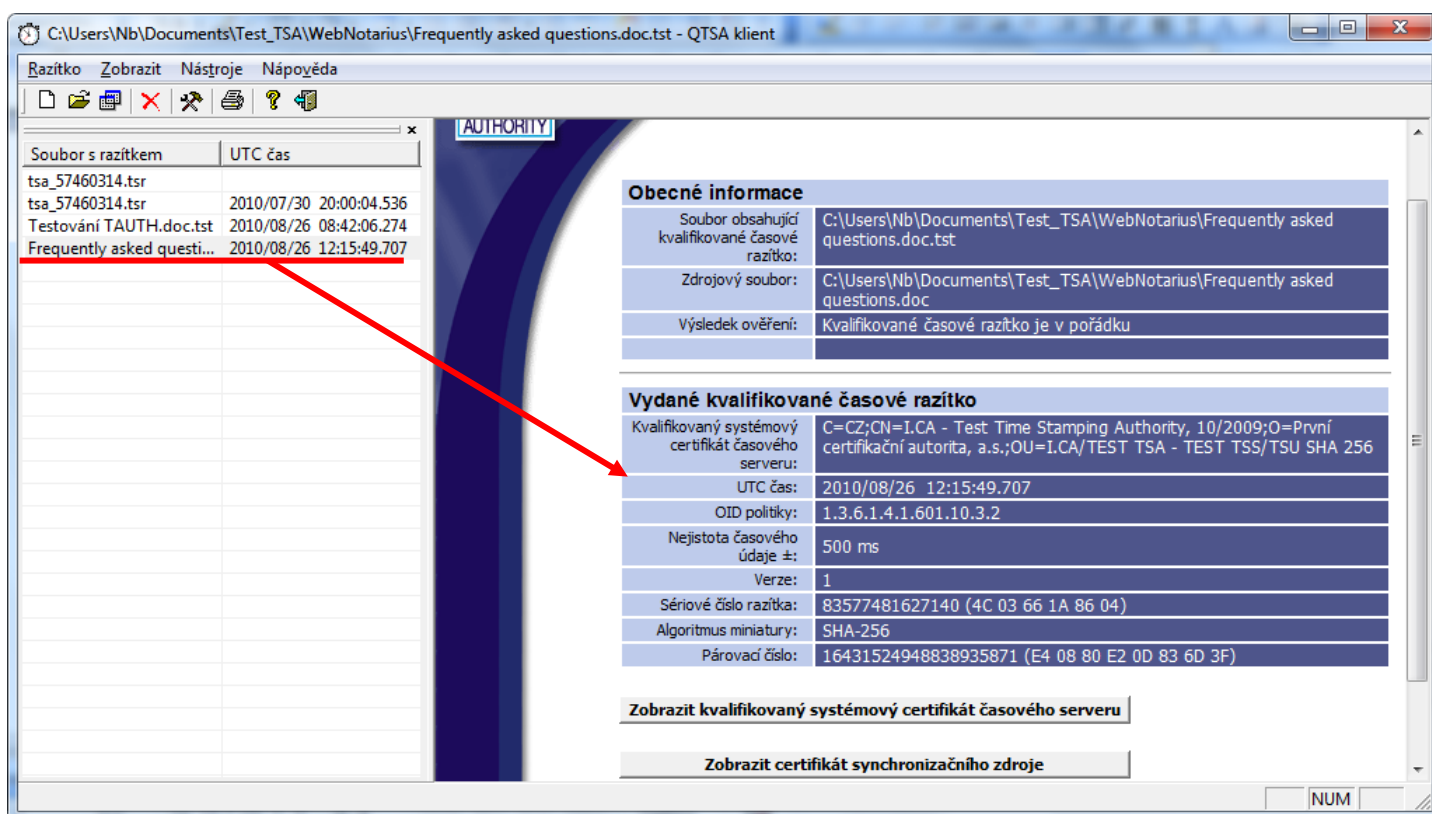 C:\Users\Nb\Documents\Test_TSA\WebNotarius\Frequently asked questions.doc.tst - QTSA klient
Razítko Zobrazit Nástroje Nápověda
Soubor s razítkem UTC čas
tsa_57460314.tsr
tsa_57460314.tsr 2010/07/30 20:00:04.536
Testování TAUTH.doc.tst 2010/08/26 08:42:06.274
Frequently asked questi... 2010/08/26 12:15:49.707
AUTHORITY
Obecné informace
Soubor obsahující
kvalifikované časové
razítko:
C:\Users\Nb\Documents\Test_TSA\WebNotarius\Frequently asked
questions.doc.tst
Zdrojový soubor:
C:\Users\Nb\Documents\Test_TSA\WebNotarius\Frequently asked
questions.doc
Výsledek ověření: Kvalifikované časové razítko je v pořádku
Vydané kvalifikované časové razítko
Kvalifikovaný systémový
certifikát časového
serveru:
C=CZ;CN=I.CA - Test Time Stamping Authority, 10/2009;O=První
certifikační autorita, a.s.;OU=I.CA/TEST TSA - TEST TSS/TSU SHA 256
UTC čas: 2010/08/26 12:15:49.707
OID politiky: 1.3.6.1.4.1.601.10.3.2
Nejistota časového
údaje ±:
500 ms
Verze: 1
Sériové číslo razítka: 83577481627140 (4C 03 66 1A 86 04)
Algoritmus miniatury: SHA-256
Párovací číslo: 16431524948838935871 (E4 08 80 E2 0D 83 6D 3F)
Zobrazit kvalifikovaný systémový certifikát časového serveru
Zobrazit certifikát synchronizačního zdroje
NUM